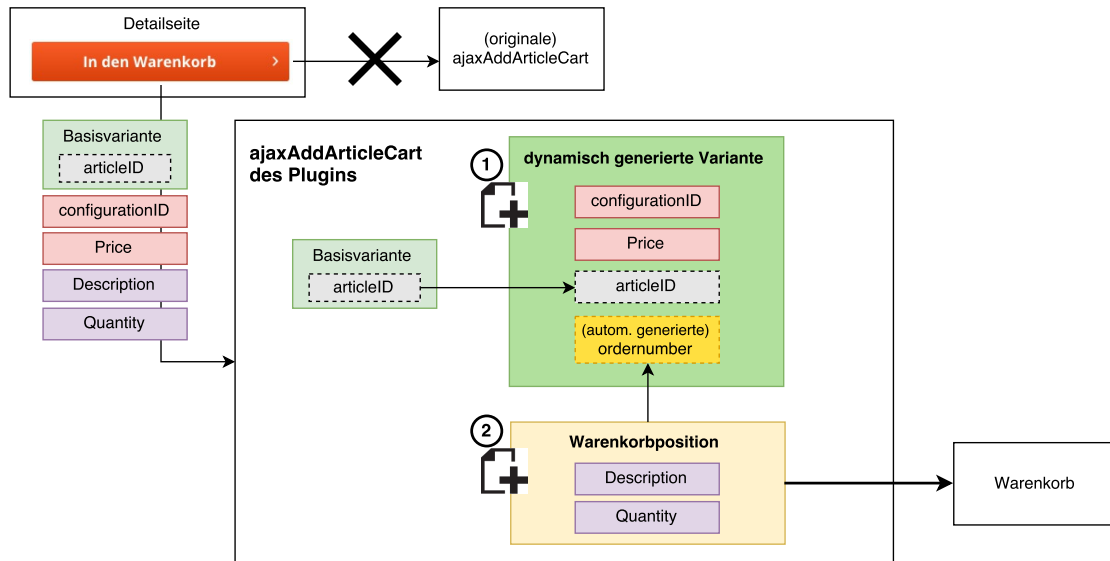 Detailseite
In den Warenkorb
(originale)
ajaxAddArticleCart
Basisvariante
articleID
configurationID
Price
Description
Quantity
ajaxAddArticleCart
des Plugins
1
dynamisch generierte Variante
configurationID
Price
Basisvariante
articleID
articleID
(autom. generierte)
ordernumber
2
Warenkorbposition
Description
Quantity
Warenkorb